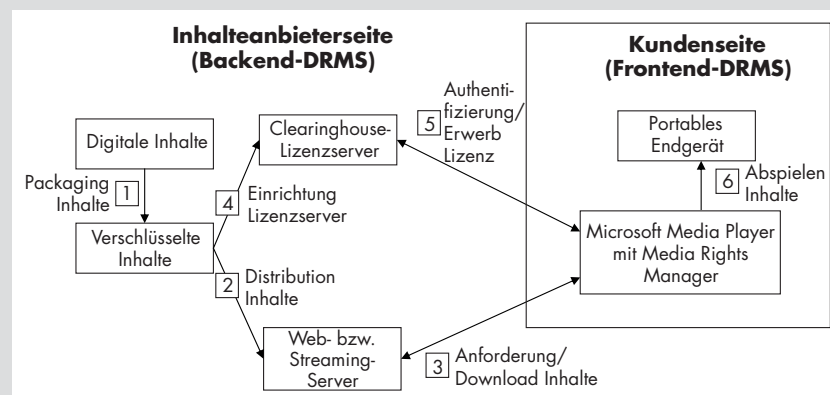 Inhalteanbieterseite
(Backend-DRMS)
Kundenseite
(Frontend-DRMS)
Digitale Inhalte
Packaging
Inhalte
1
Verschlüsselte
Inhalte
Clearinghouse-
Lizenzserver
4
Einrichtung
Lizenzserver
2
Distribution
Inhalte
Web- bzw.
Streaming-
Server
3
Anforderung/
Download Inhalte
5
Authenti-
fizierung/
Erwerb
Lizenz
Portables
Endgerät
6
Abspielen
Inhalte
Microsoft Media Player
mit Media Rights
Manager